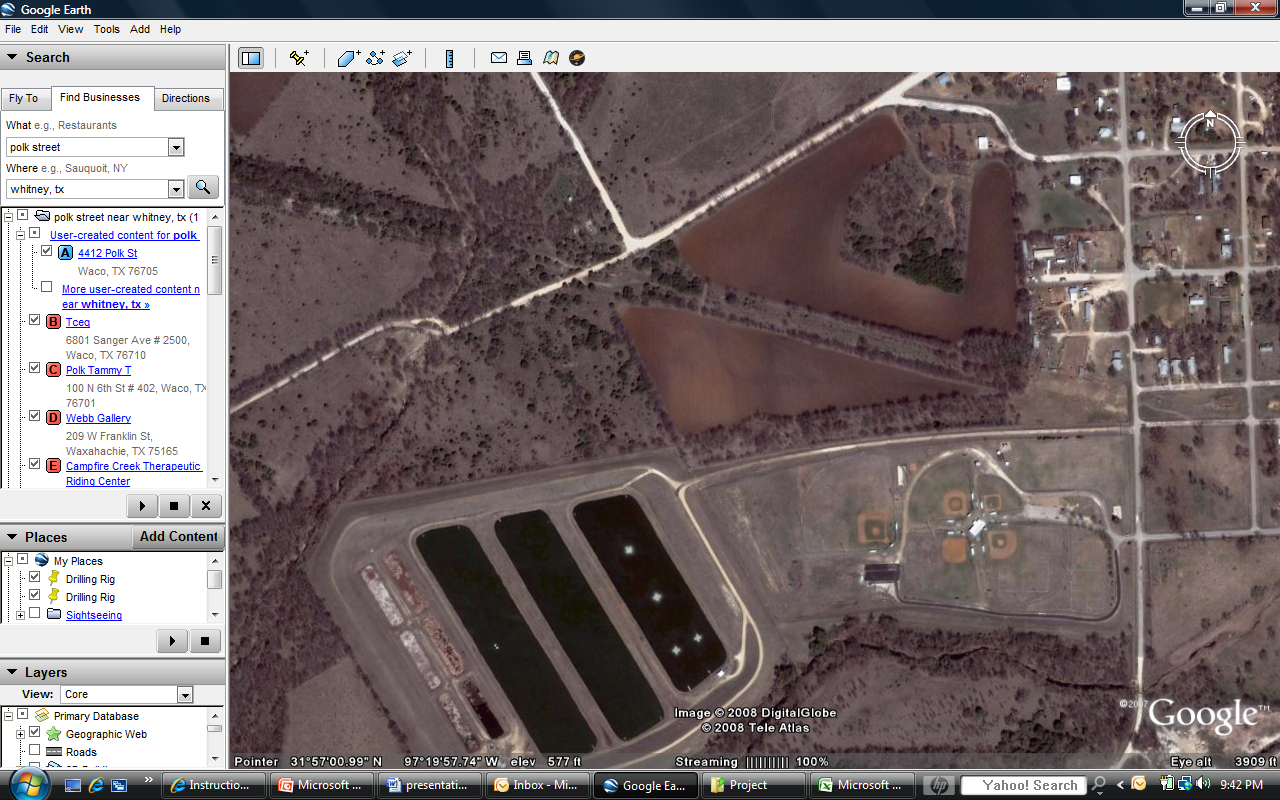 Google Earth
File Edit View Tools Add Help
Search
Fly To Find Businesses Directions
What e.g., Restaurants
polk street
Where e.g., Sauquoit, NY
whitney, tx
polk street near whitney, tx (1
User-created content for polk
A 4412 Polk St
Waco, TX 76705
More user-created content n
ear whitney, tx »
B Tceq
6801 Sanger Ave # 2500,
Waco, TX 76710
C Polk Tammy T
100 N 6th St # 402, Waco, TX
76701
D Webb Gallery
209 W Franklin St,
Waxahachie, TX 75165
E Campfire Creek Therapeutic
Riding Center
Places Add Content
My Places
Drilling Rig
Drilling Rig
Sightseeing
Layers
View: Core
Primary Database
Geographic Web
Roads
N
Image © 2008 DigitalGlobe
© 2008 Tele Atlas
©2007 Google™
Pointer 31°57'00.99" N 97°19'57.74" W elev 577 ft Streaming |||||||||| 100% Eye alt 3909 ft
» Instructio... Microsoft ... presentati... Inbox - Mi... Google Ea... Project Microsoft ... hp Yahoo! Search < 9:42 PM